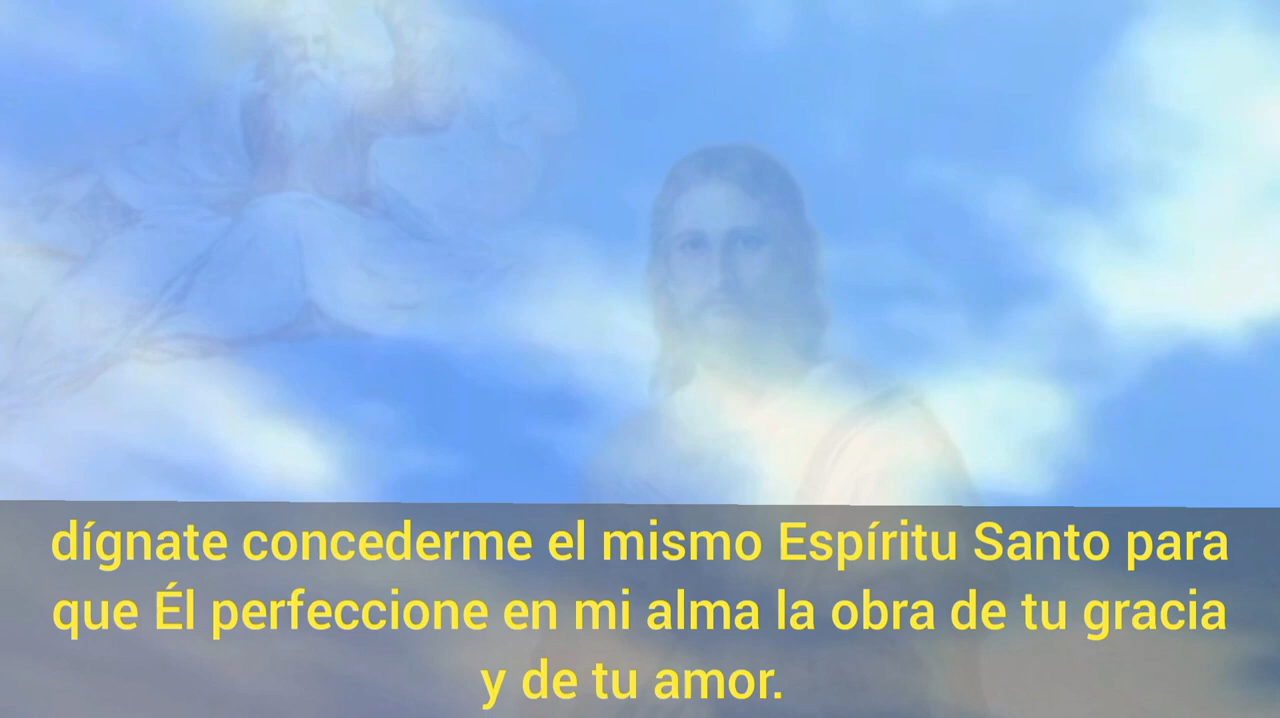 dígnate concederme el mismo Espíritu Santo para
que Él perfeccione en mi alma la obra de tu gracia
y de tu amor.